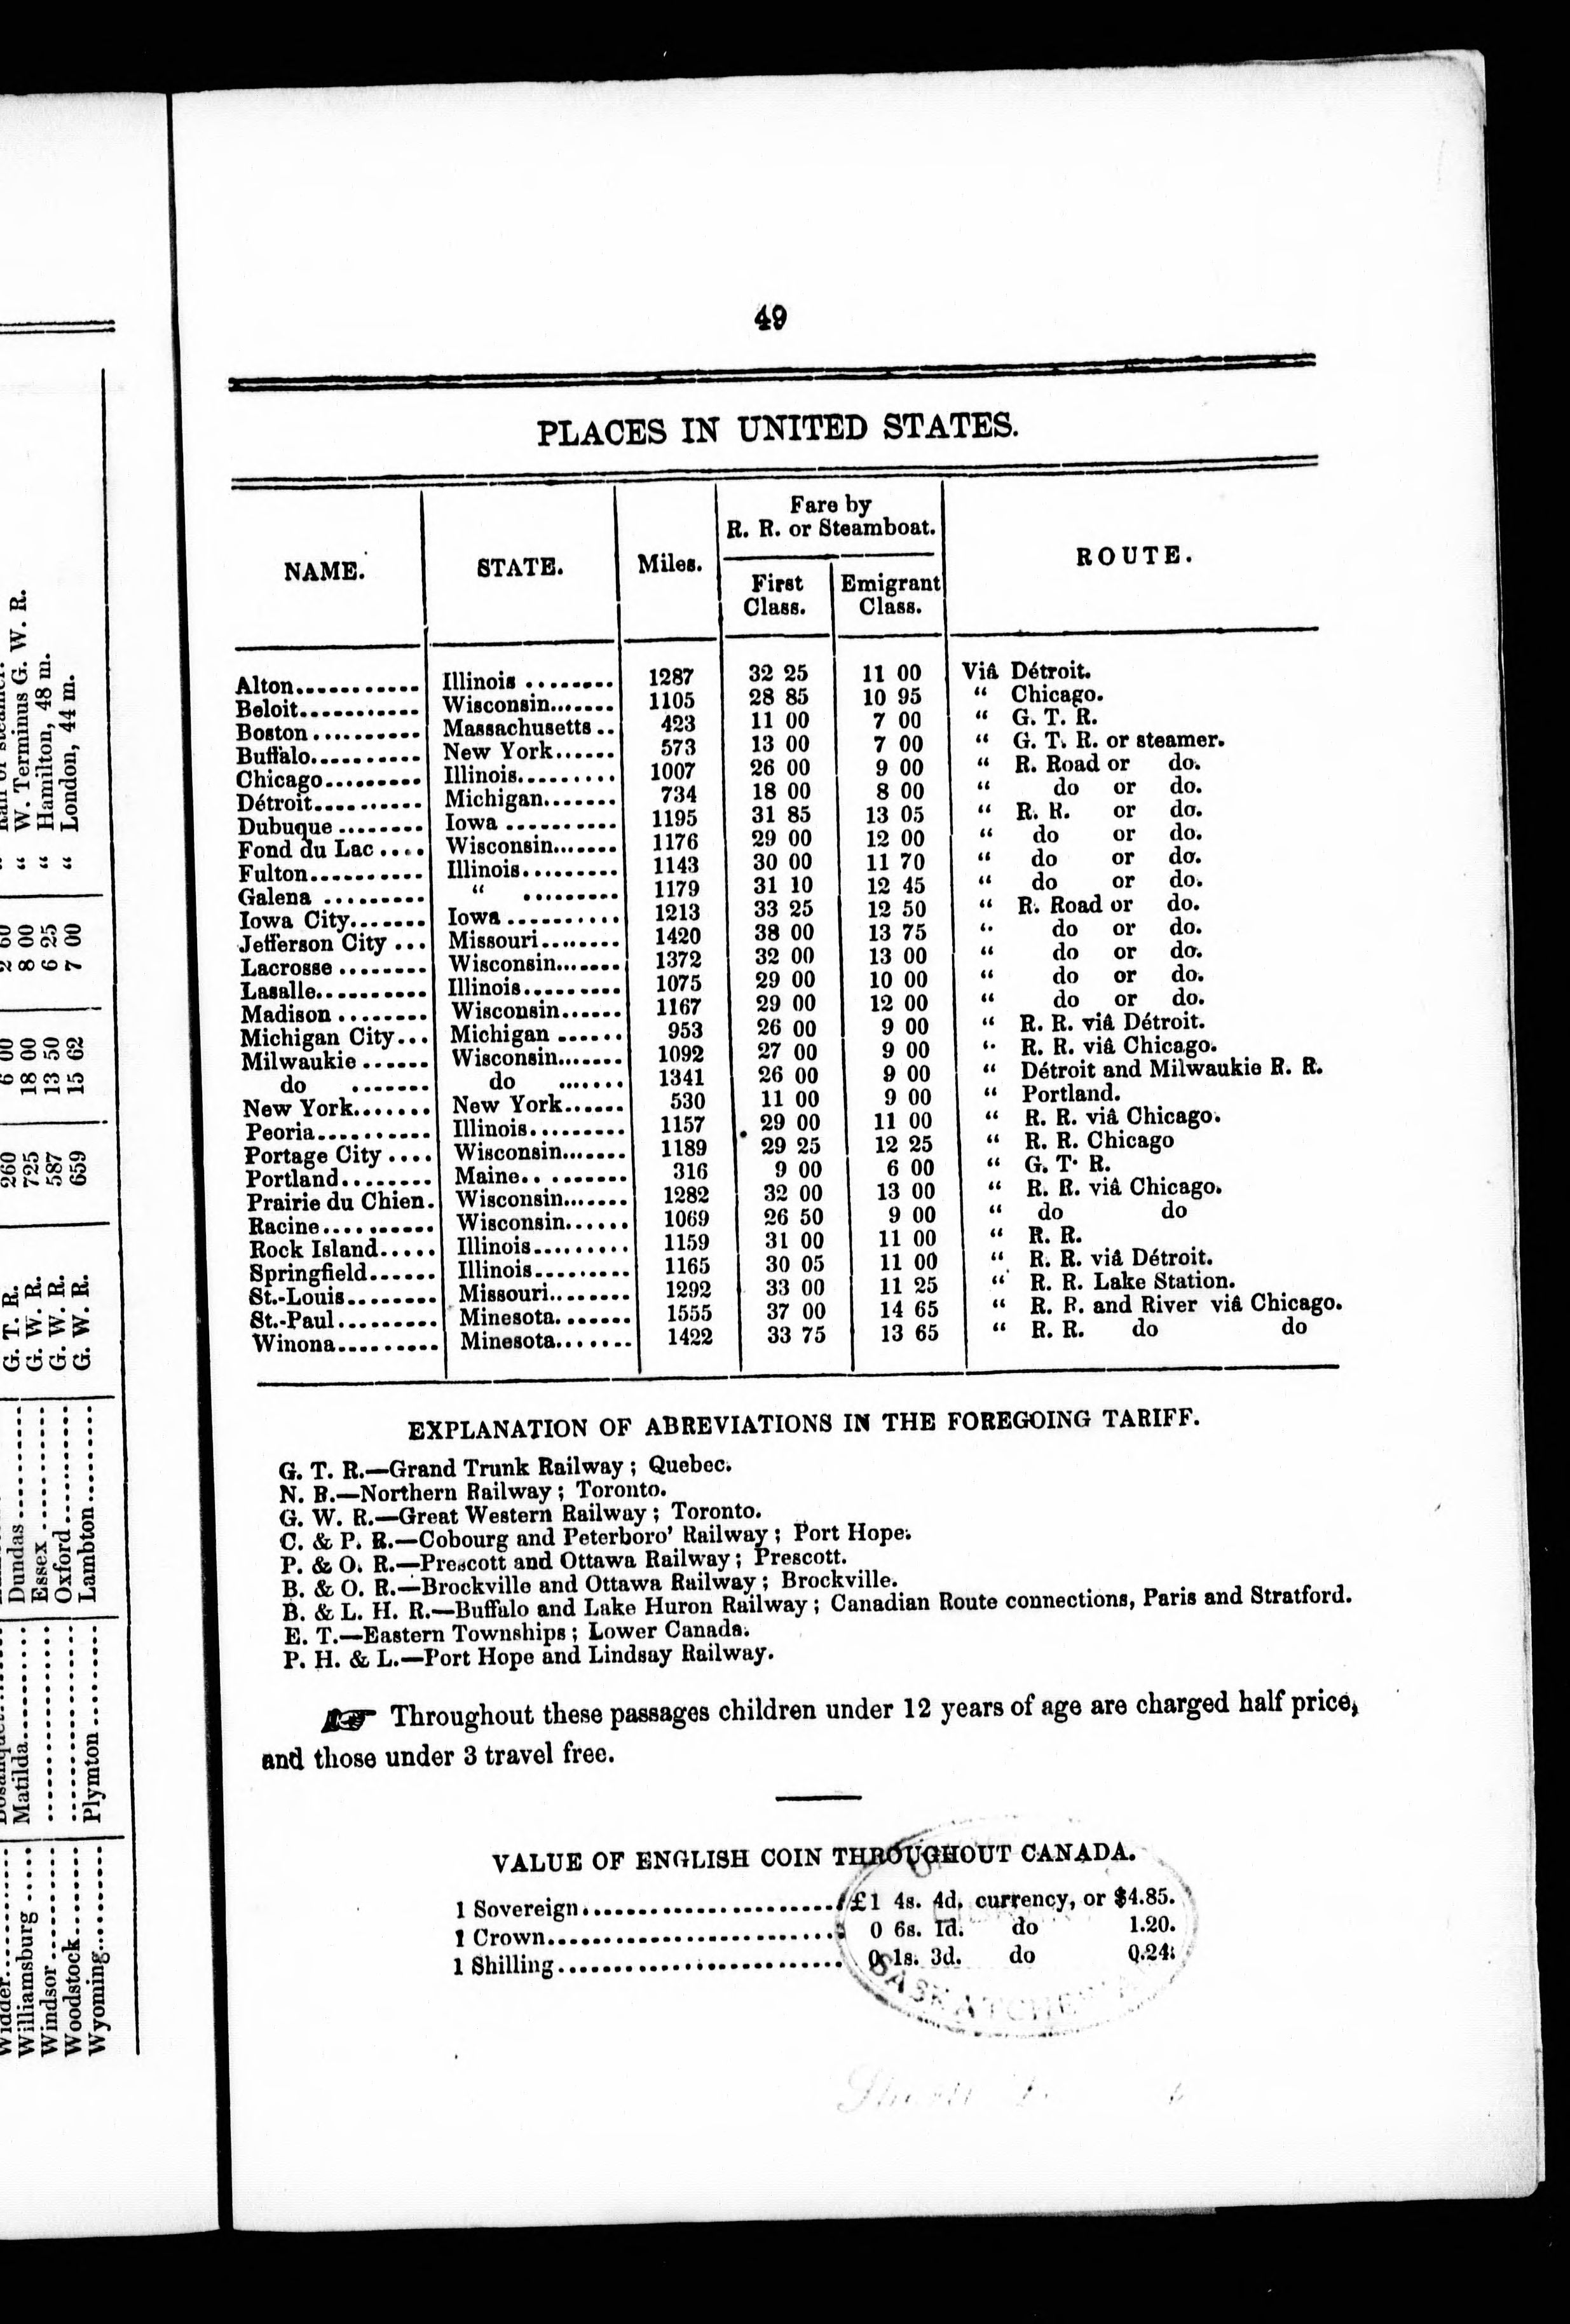 49
PLACES IN UNITED STATES.
NAME. STATE. Miles. Fare by R. R. or Steamboat. ROUTE.
First Class. Emigrant Class.
Alton........... Illinois ........ 1287 32 25 11 00 Viâ Détroit.
Beloit........... Wisconsin....... 1105 28 85 10 95 “ Chicago.
Boston .......... Massachusetts .. 423 11 00 7 00 “ G. T. R.
Buffalo.......... New York...... 573 13 00 7 00 “ G. T. R. or steamer.
Chicago......... Illinois......... 1007 26 00 9 00 “ R. Road or do.
Détroit.......... Michigan....... 734 18 00 8 00 “ do or do.
Dubuque ........ Iowa ........... 1195 31 85 13 05 “ R. R. or do.
Fond du Lac .... Wisconsin....... 1176 29 00 12 00 “ do or do.
Fulton.......... Illinois......... 1143 30 00 11 70 “ do or do.
Galena ......... “ ......... 1179 31 10 12 45 “ do or do.
Iowa City....... Iowa .......... 1213 33 25 12 50 “ R. Road or do.
Jefferson City ... Missouri........ 1420 38 00 13 75 “ do or do.
Lacrosse ........ Wisconsin....... 1372 32 00 13 00 “ do or do.
Lasalle.......... Illinois......... 1075 29 00 10 00 “ do or do.
Madison ........ Wisconsin...... 1167 29 00 12 00 “ do or do.
Michigan City... Michigan ...... 953 26 00 9 00 “ R. R. viâ Détroit.
Milwaukie ...... Wisconsin....... 1092 27 00 9 00 “ R. R. viâ Chicago.
do ....... do ....... 1341 26 00 9 00 “ Détroit and Milwaukie R. R.
New York....... New York...... 530 11 00 9 00 “ Portland.
Peoria.......... Illinois......... 1157 29 00 11 00 “ R. R. viâ Chicago.
Portage City .... Wisconsin....... 1189 29 25 12 25 “ R. R. Chicago
Portland........ Maine.. ....... 316 9 00 6 00 “ G. T. R.
Prairie du Chien. Wisconsin....... 1282 32 00 13 00 “ R. R. viâ Chicago.
Racine.......... Wisconsin...... 1069 26 50 9 00 “ do do
Rock Island..... Illinois......... 1159 31 00 11 00 “ R. R.
Springfield...... Illinois......... 1165 30 05 11 00 “ R. R. viâ Détroit.
St.-Louis........ Missouri........ 1292 33 00 11 25 “ R. R. Lake Station.
St.-Paul......... Minesota....... 1555 37 00 14 65 “ R. R. and River viâ Chicago.
Winona......... Minesota....... 1422 33 75 13 65 “ R. R. do do
EXPLANATION OF ABREVIATIONS IN THE FOREGOING TARIFF.
G. T. R.—Grand Trunk Railway ; Quebec.
N. R.—Northern Railway ; Toronto.
G. W. R.—Great Western Railway ; Toronto.
C. & P. R.—Cobourg and Peterboro’ Railway ; Port Hope.
P. & O. R.—Prescott and Ottawa Railway ; Prescott.
B. & O. R.—Brockville and Ottawa Railway ; Brockville.
B. & L. H. R.—Buffalo and Lake Huron Railway ; Canadian Route connections, Paris and Stratford.
E. T.—Eastern Townships ; Lower Canada.
P. H. & L.—Port Hope and Lindsay Railway.
☞ Throughout these passages children under 12 years of age are charged half price,
and those under 3 travel free.
VALUE OF ENGLISH COIN THROUGHOUT CANADA.
1 Sovereign...................... £1 4s. 4d. currency, or $4.85.
1 Crown......................... 0 6s. 1d. do 1.20.
1 Shilling......................... 0 1s. 3d. do 0.24.
SASKATCHEWAN
Williamsburg ..... Matilda.......... Dundas .......... G. T. R. 260 6 00
Windsor .......... Essex .......... G. W. R. 725 18 00 8 00 “ W. Terminus G. W. R.
Woodstock........ Oxford.......... G. W. R. 587 13 50 6 25 “ Hamilton, 48 m.
Wyoming......... Plymton ......... Lambton......... G. W. R. 659 15 62 7 00 “ London, 44 m.